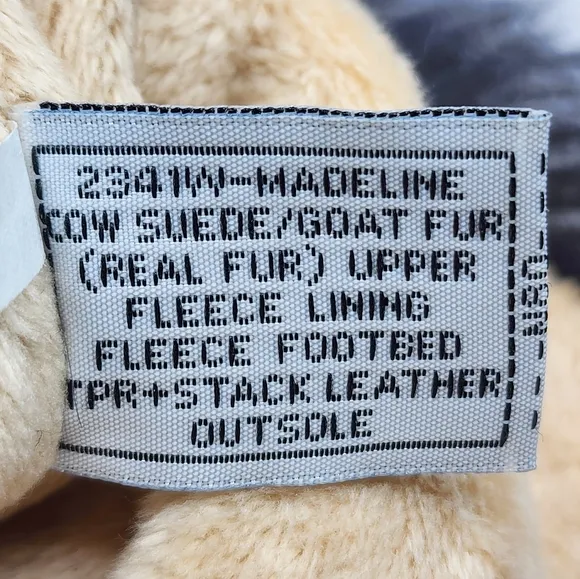 2341W-MADELINE
COW SUEDE/GOAT FUR
(REAL FUR) UPPER
FLEECE LINING
FLEECE FOOTBED
TPR+STACK LEATHER
OUTSOLE